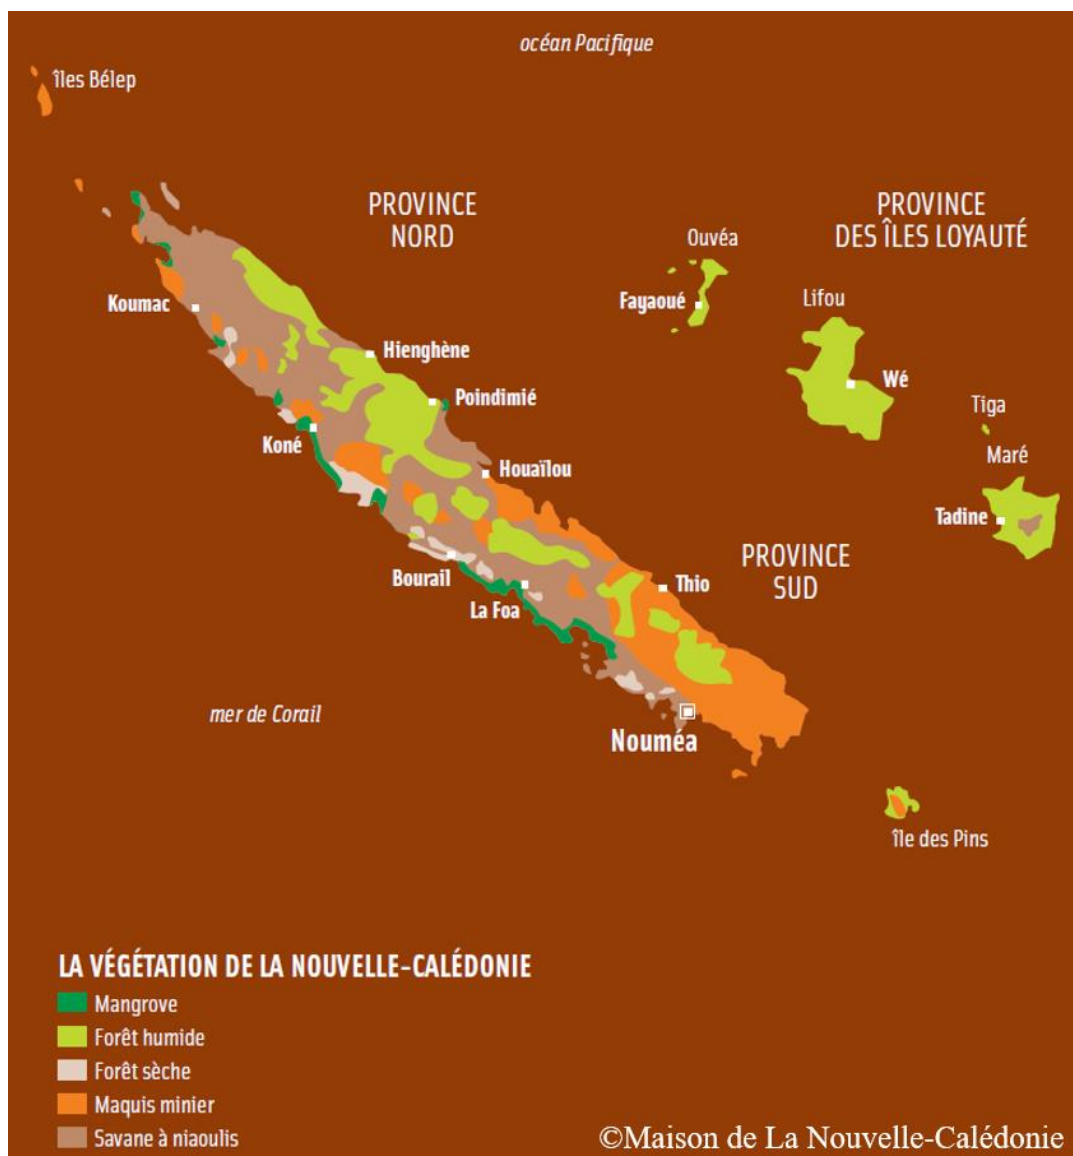 océan Pacifique
îles Bélep
PROVINCE
NORD
PROVINCE
DES ÎLES LOYAUTÉ
Ouvéa
Fayaoué
Lifou
Koumac
Hienghène
Wé
Poindimié
Tiga
Koné
Maré
Houaïlou
Tadine
PROVINCE
SUD
Bourail
Thio
La Foa
mer de Corail
Nouméa
île des Pins
LA VÉGÉTATION DE LA NOUVELLE-CALÉDONIE
Mangrove
Forêt humide
Forêt sèche
Maquis minier
Savane à niaoulis
©Maison de La Nouvelle-Calédonie